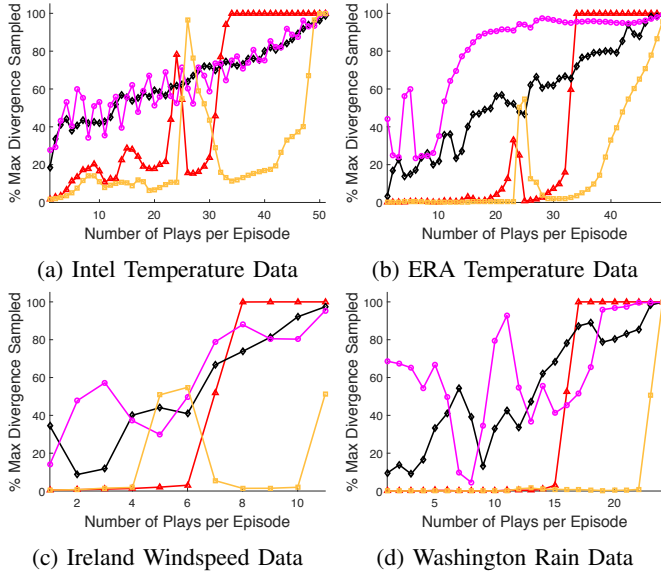 % Max Divergence Sampled
100
80
60
40
20
0
10 20 30 40 50
Number of Plays per Episode
(a) Intel Temperature Data
% Max Divergence Sampled
100
80
60
40
20
0
10 20 30 40
Number of Plays per Episode
(b) ERA Temperature Data
% Max Divergence Sampled
100
80
60
40
20
0
2 4 6 8 10
Number of Plays per Episode
(c) Ireland Windspeed Data
% Max Divergence Sampled
100
80
60
40
20
0
5 10 15 20
Number of Plays per Episode
(d) Washington Rain Data